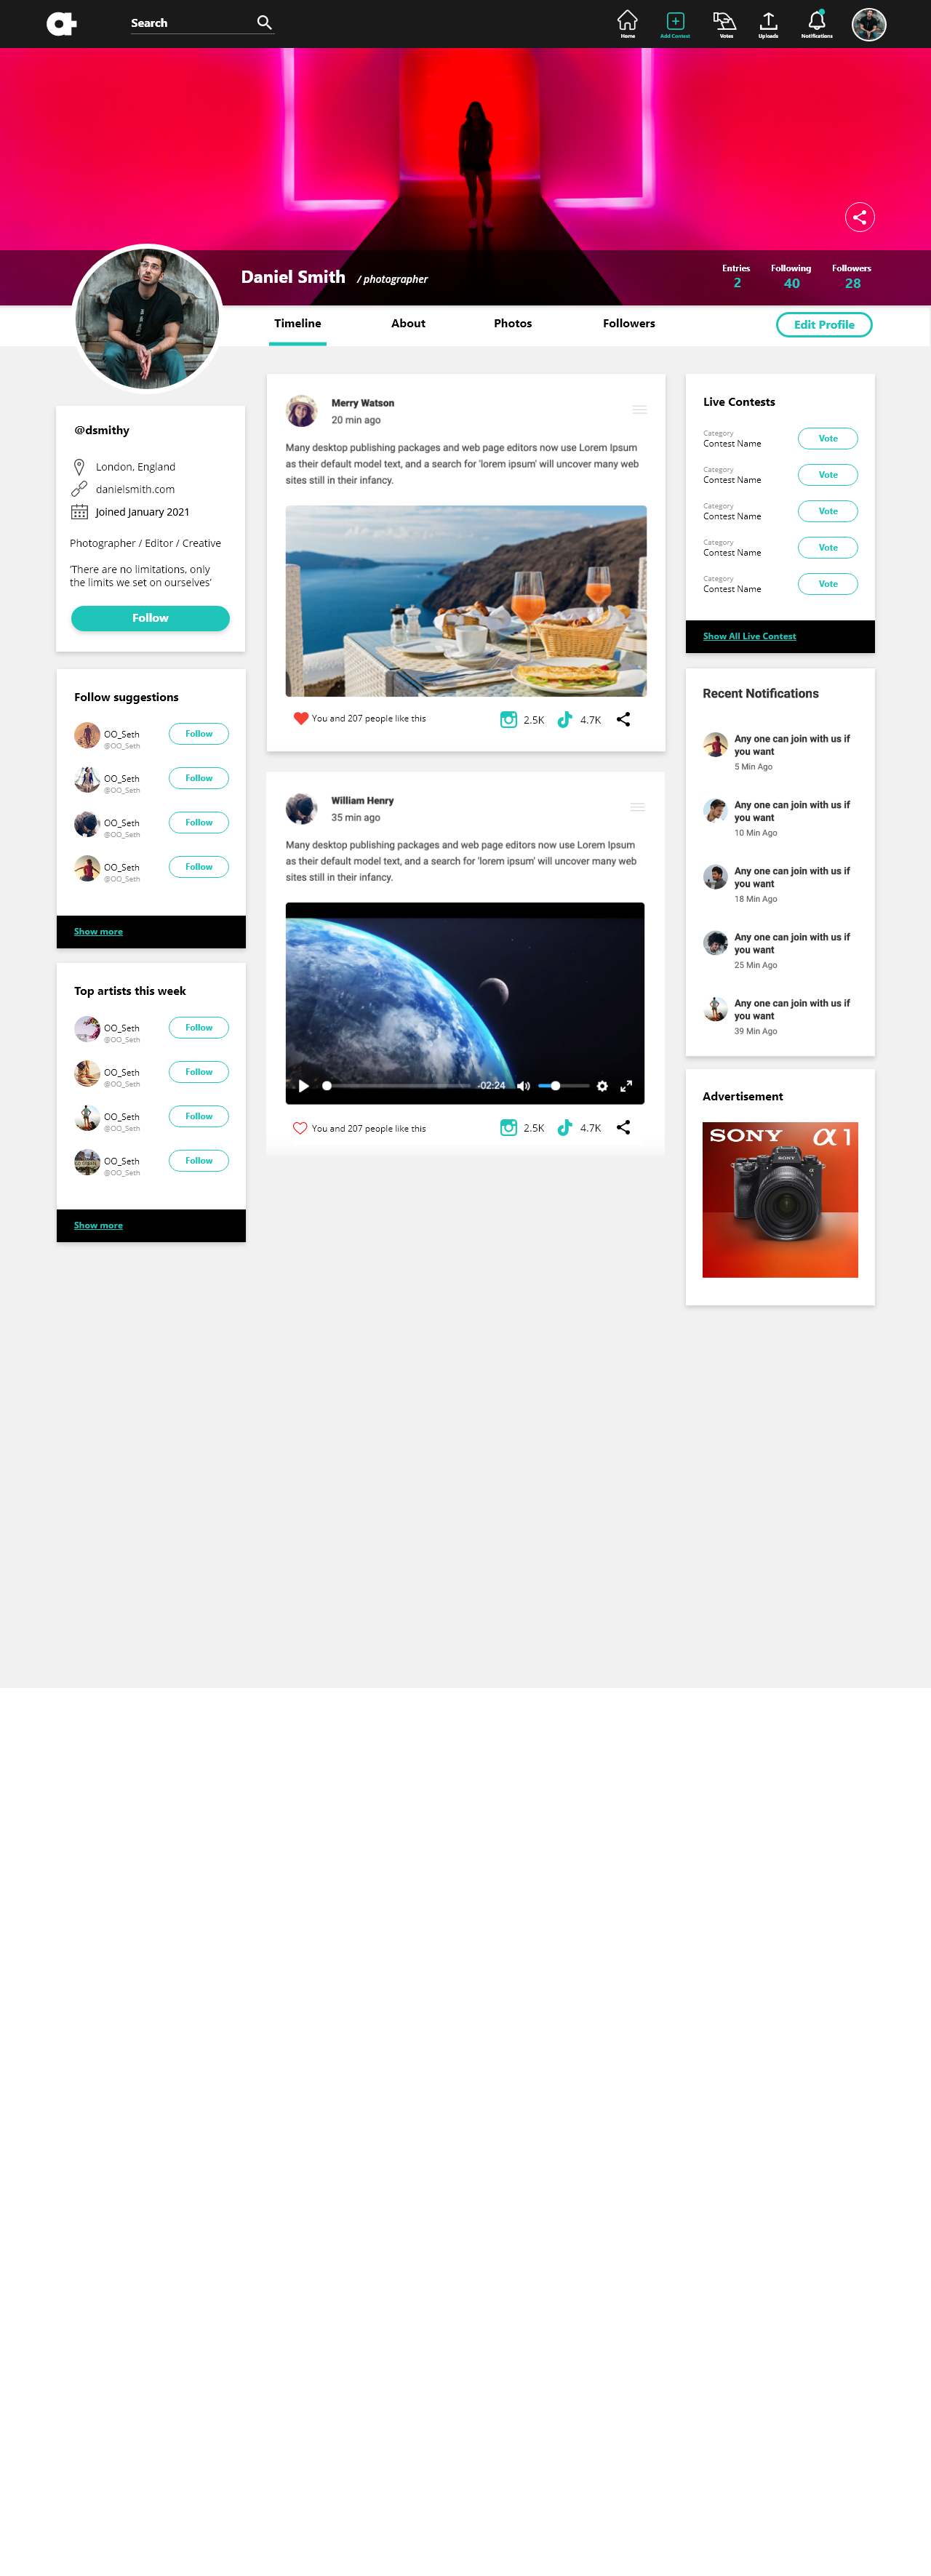 Search
Home
Add Contest
Votes
Uploads
Notifications
Daniel Smith / photographer
Entries
2
Following
40
Followers
28
Timeline
About
Photos
Followers
Edit Profile
@dsmithy
London, England
danielsmith.com
Joined January 2021
Photographer / Editor / Creative
‘There are no limitations, only
the limits we set on ourselves’
Follow
Follow suggestions
OO_Seth
@OO_Seth
Follow
OO_Seth
@OO_Seth
Follow
OO_Seth
@OO_Seth
Follow
OO_Seth
@OO_Seth
Follow
Show more
Top artists this week
OO_Seth
@OO_Seth
Follow
OO_Seth
@OO_Seth
Follow
OO_Seth
@OO_Seth
Follow
OO_Seth
@OO_Seth
Follow
Show more
Merry Watson
20 min ago
Many desktop publishing packages and web page editors now use Lorem Ipsum
as their default model text, and a search for 'lorem ipsum' will uncover many web
sites still in their infancy.
You and 207 people like this
2.5K
4.7K
William Henry
35 min ago
Many desktop publishing packages and web page editors now use Lorem Ipsum
as their default model text, and a search for 'lorem ipsum' will uncover many web
sites still in their infancy.
-02:24
You and 207 people like this
2.5K
4.7K
Live Contests
Category
Contest Name
Vote
Category
Contest Name
Vote
Category
Contest Name
Vote
Category
Contest Name
Vote
Category
Contest Name
Vote
Show All Live Contest
Recent Notifications
Any one can join with us if
you want
5 Min Ago
Any one can join with us if
you want
10 Min Ago
Any one can join with us if
you want
18 Min Ago
Any one can join with us if
you want
25 Min Ago
Any one can join with us if
you want
39 Min Ago
Advertisement
SONY α1
SONY